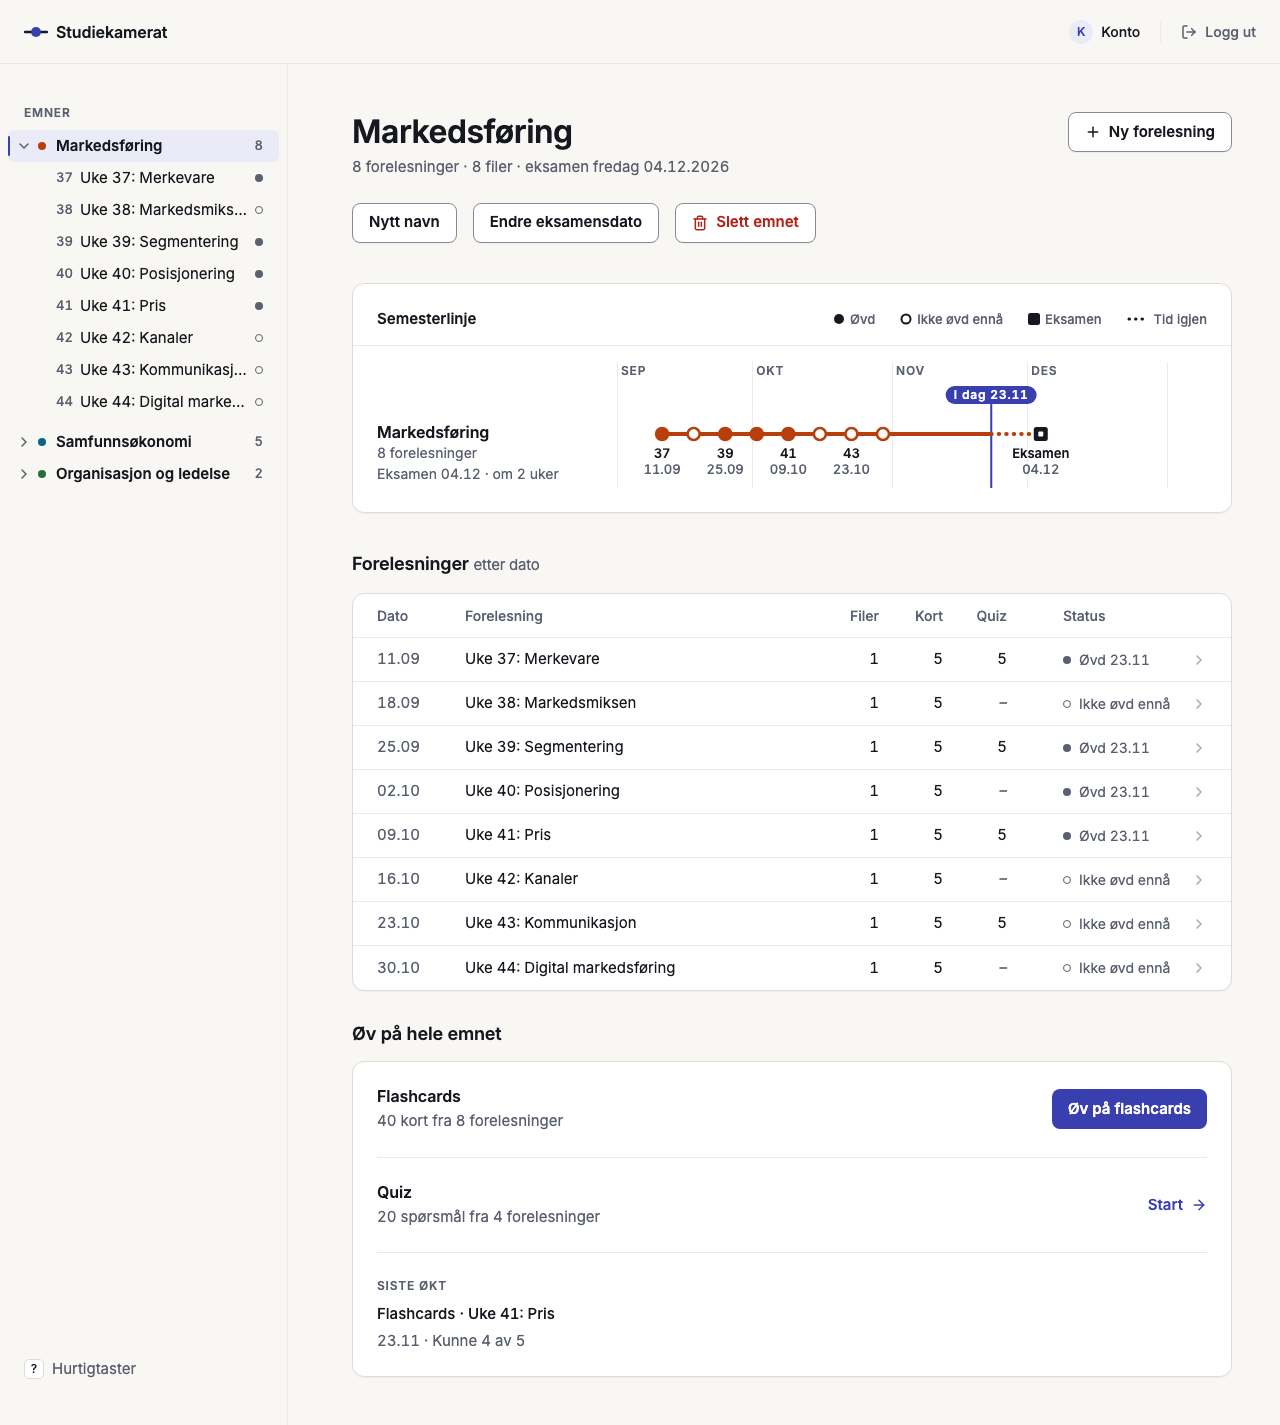 Studiekamerat
K Konto
Logg ut
EMNER
Markedsføring 8
37 Uke 37: Merkevare
38 Uke 38: Markedsmiks...
39 Uke 39: Segmentering
40 Uke 40: Posisjonering
41 Uke 41: Pris
42 Uke 42: Kanaler
43 Uke 43: Kommunikasj...
44 Uke 44: Digital marke...
Samfunnsøkonomi 5
Organisasjon og ledelse 2
? Hurtigtaster
Markedsføring
8 forelesninger · 8 filer · eksamen fredag 04.12.2026
Ny forelesning
Nytt navn
Endre eksamensdato
Slett emnet
Semesterlinje
Øvd
Ikke øvd ennå
Eksamen
Tid igjen
SEP OKT NOV DES
I dag 23.11
Markedsføring
8 forelesninger
Eksamen 04.12 · om 2 uker
37 39 41 43 Eksamen
11.09 25.09 09.10 23.10 04.12
Forelesninger etter dato
Dato Forelesning Filer Kort Quiz Status
11.09 Uke 37: Merkevare 1 5 5 Øvd 23.11
18.09 Uke 38: Markedsmiksen 1 5 – Ikke øvd ennå
25.09 Uke 39: Segmentering 1 5 5 Øvd 23.11
02.10 Uke 40: Posisjonering 1 5 – Øvd 23.11
09.10 Uke 41: Pris 1 5 5 Øvd 23.11
16.10 Uke 42: Kanaler 1 5 – Ikke øvd ennå
23.10 Uke 43: Kommunikasjon 1 5 5 Ikke øvd ennå
30.10 Uke 44: Digital markedsføring 1 5 – Ikke øvd ennå
Øv på hele emnet
Flashcards
40 kort fra 8 forelesninger
Øv på flashcards
Quiz
20 spørsmål fra 4 forelesninger
Start
SISTE ØKT
Flashcards · Uke 41: Pris
23.11 · Kunne 4 av 5